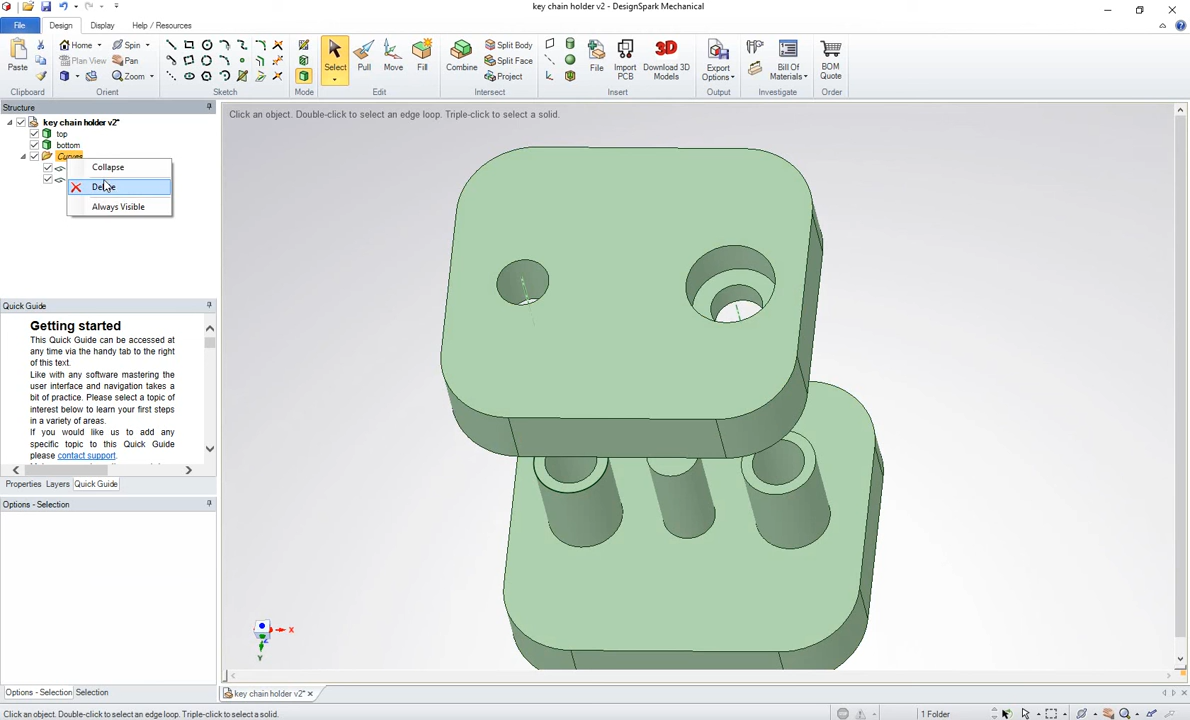 key chain holder v2 - DesignSpark Mechanical
File Design Display Help / Resources
Home Spin
Plan View Pan
Zoom
Paste
Select Pull Move Fill
Combine
Split Body
Split Face
Project
File Import PCB Download 3D Models
3D
Export Options
Bill Of Materials
BOM Quote
Clipboard Orient Sketch Mode Edit Intersect Insert Output Investigate Order
Structure
Click an object. Double-click to select an edge loop. Triple-click to select a solid.
key chain holder v2*
top
bottom
Curves
Collapse
Always Visible
Quick Guide
Getting started
This Quick Guide can be accessed at
any time via the handy tab to the right
of this text.
Like with any software mastering the
user interface and navigation takes a
bit of practice. Please select a topic of
interest below to learn your first steps
in a variety of areas.
If you would like us to add any
specific topic to this Quick Guide
please contact support.
Properties Layers Quick Guide
Options - Selection
X
Y
Options - Selection Selection
key chain holder v2*
Click an object. Double-click to select an edge loop. Triple-click to select a solid.
1 Folder